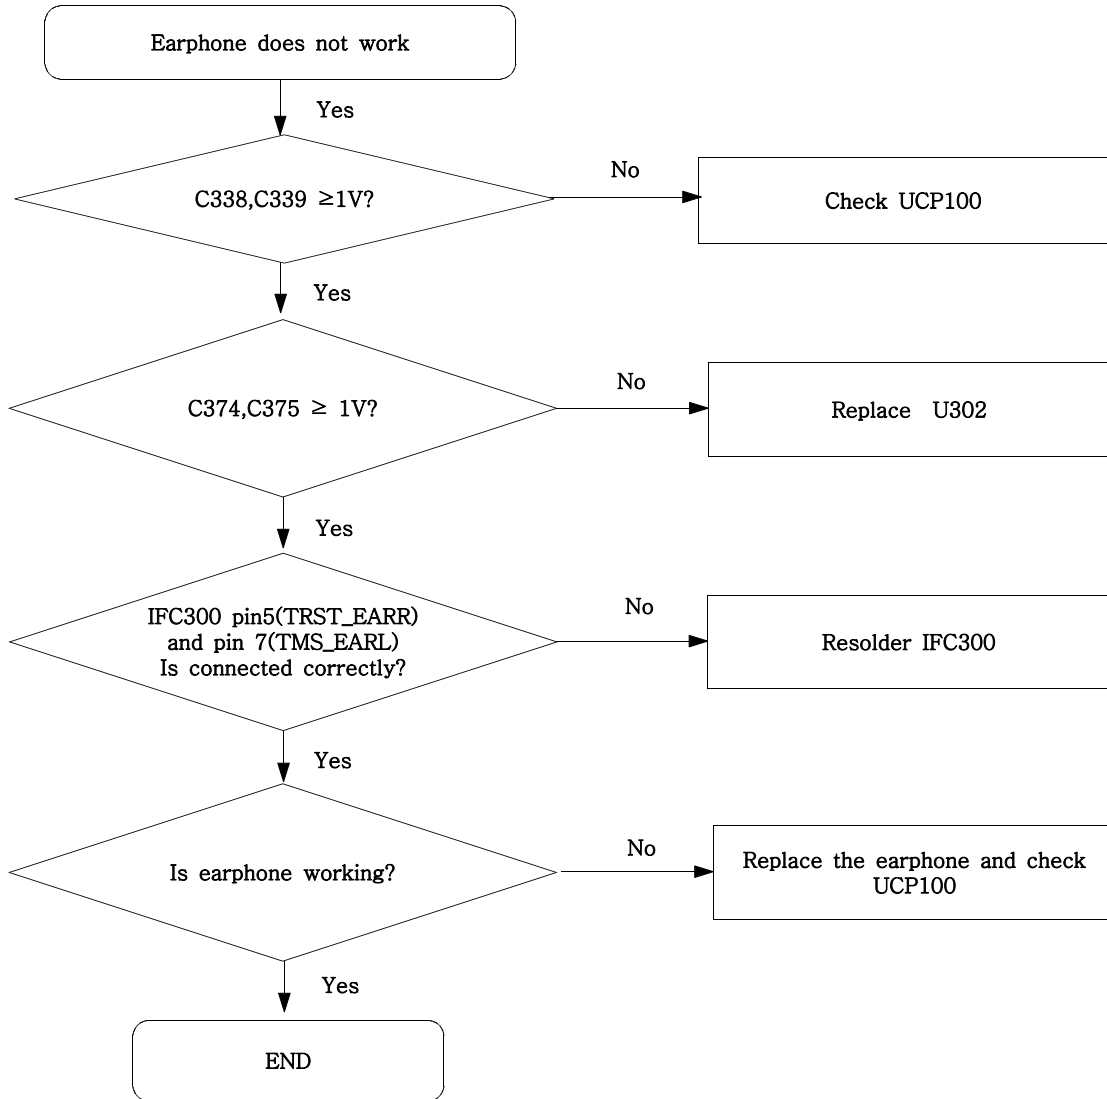 Earphone does not work
Yes
C338,C339 ≥1V?
No
Check UCP100
Yes
C374,C375 ≥ 1V?
No
Replace U302
Yes
IFC300 pin5(TRST_EARR)
and pin 7(TMS_EARL)
Is connected correctly?
No
Resolder IFC300
Yes
Is earphone working?
No
Replace the earphone and check
UCP100
Yes
END